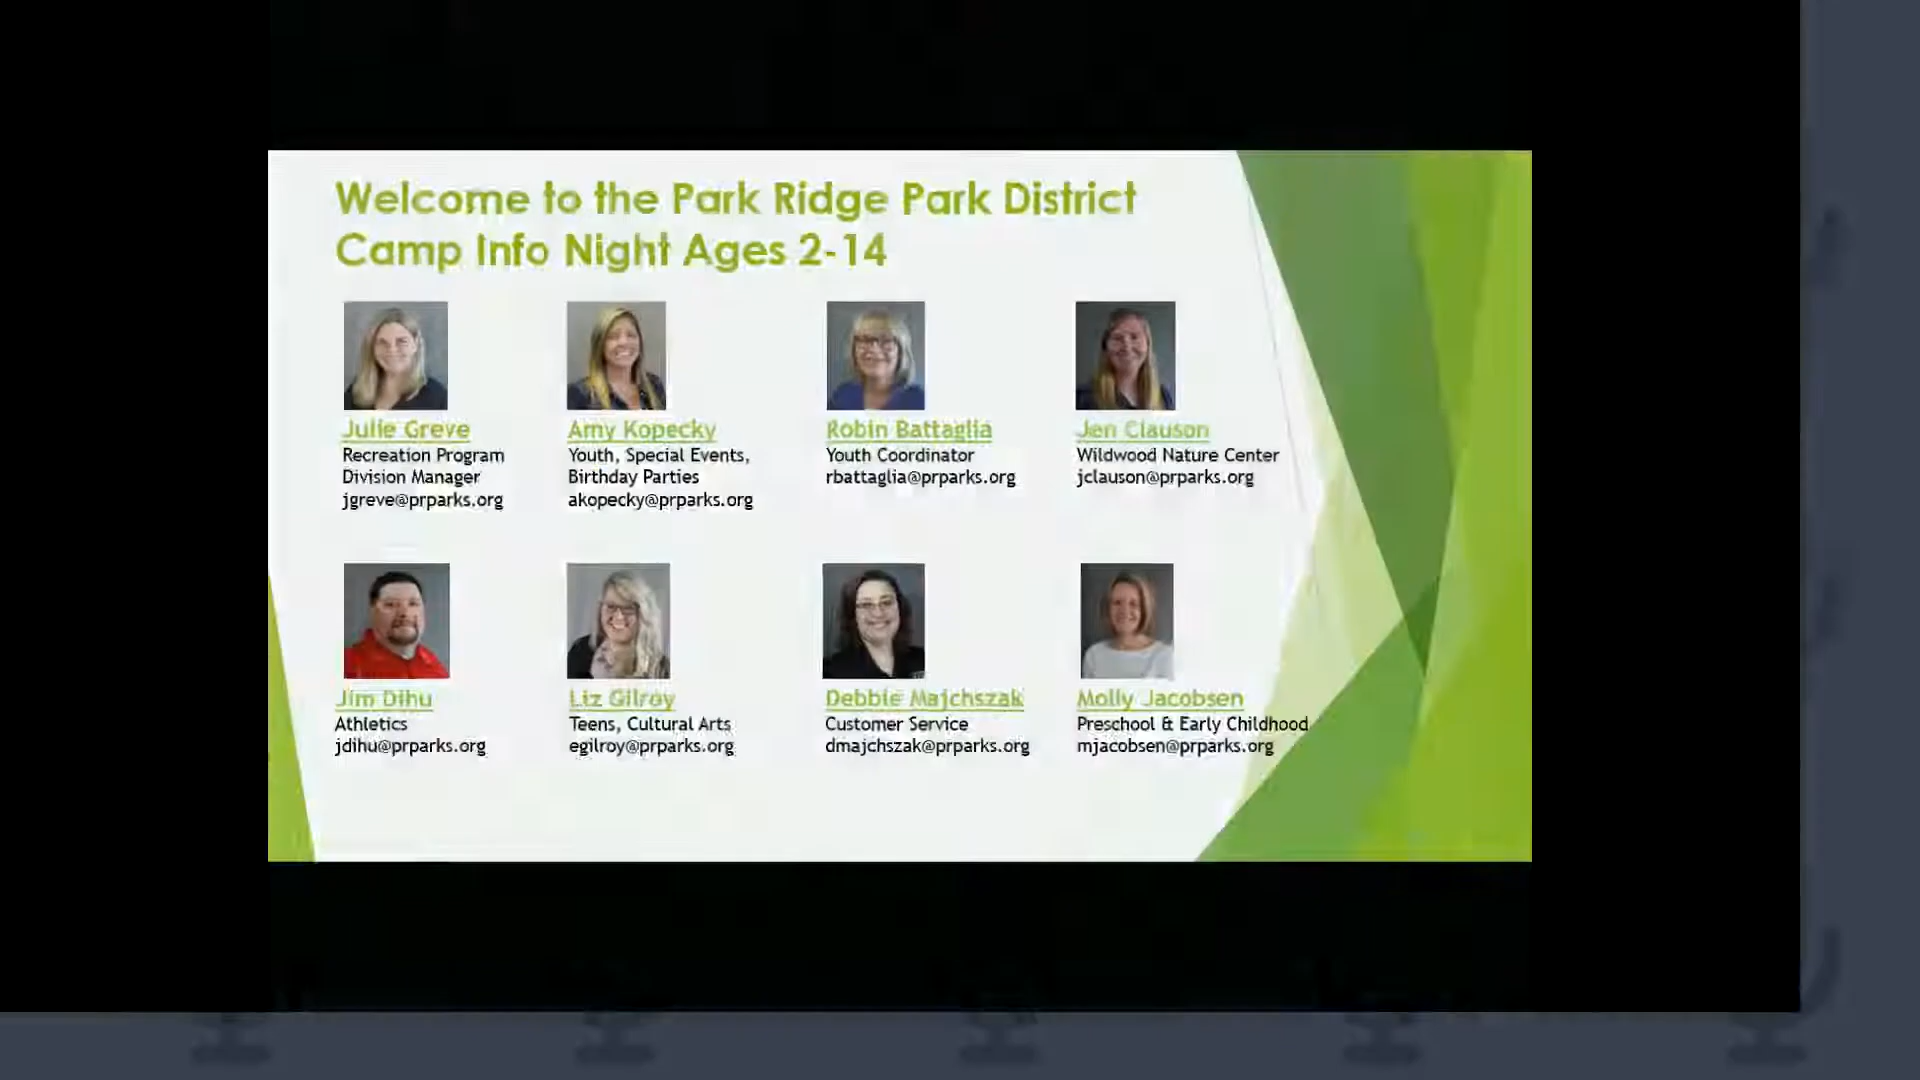 Welcome to the Park Ridge Park District
Camp Info Night Ages 2-14
Julie Greve
Recreation Program
Division Manager
jgreve@prparks.org
Amy Kopecky
Youth, Special Events,
Birthday Parties
akopecky@prparks.org
Robin Battaglia
Youth Coordinator
rbattaglia@prparks.org
Jen Clauson
Wildwood Nature Center
jclauson@prparks.org
Jim Dihu
Athletics
jdihu@prparks.org
Liz Gilroy
Teens, Cultural Arts
egilroy@prparks.org
Debbie Majchszak
Customer Service
dmajchszak@prparks.org
Molly Jacobsen
Preschool & Early Childhood
mjacobsen@prparks.org